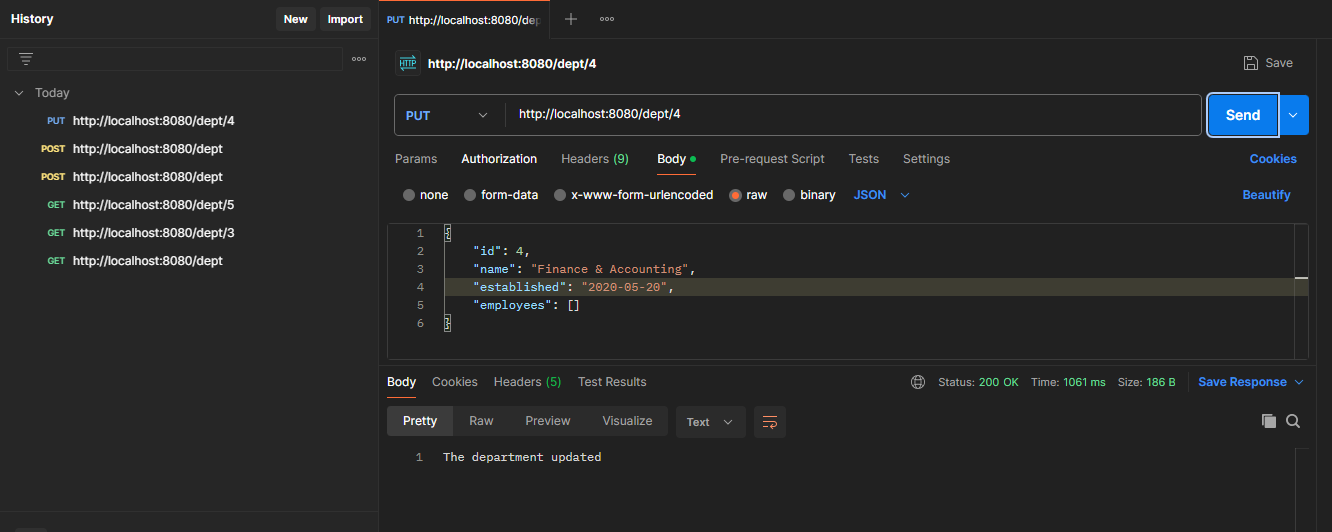 History
New
Import
Today
PUT http://localhost:8080/dept/4
POST http://localhost:8080/dept
POST http://localhost:8080/dept
GET http://localhost:8080/dept/5
GET http://localhost:8080/dept/3
GET http://localhost:8080/dept
PUT http://localhost:8080/dep
HTTP http://localhost:8080/dept/4
Save
PUT http://localhost:8080/dept/4
Send
Params Authorization Headers (9) Body Pre-request Script Tests Settings Cookies
none form-data x-www-form-urlencoded raw binary JSON Beautify
1 {
2 "id": 4,
3 "name": "Finance & Accounting",
4 "established": "2020-05-20",
5 "employees": []
6 }
Body Cookies Headers (5) Test Results Status: 200 OK Time: 1061 ms Size: 186 B Save Response
Pretty Raw Preview Visualize Text
1 The department updated